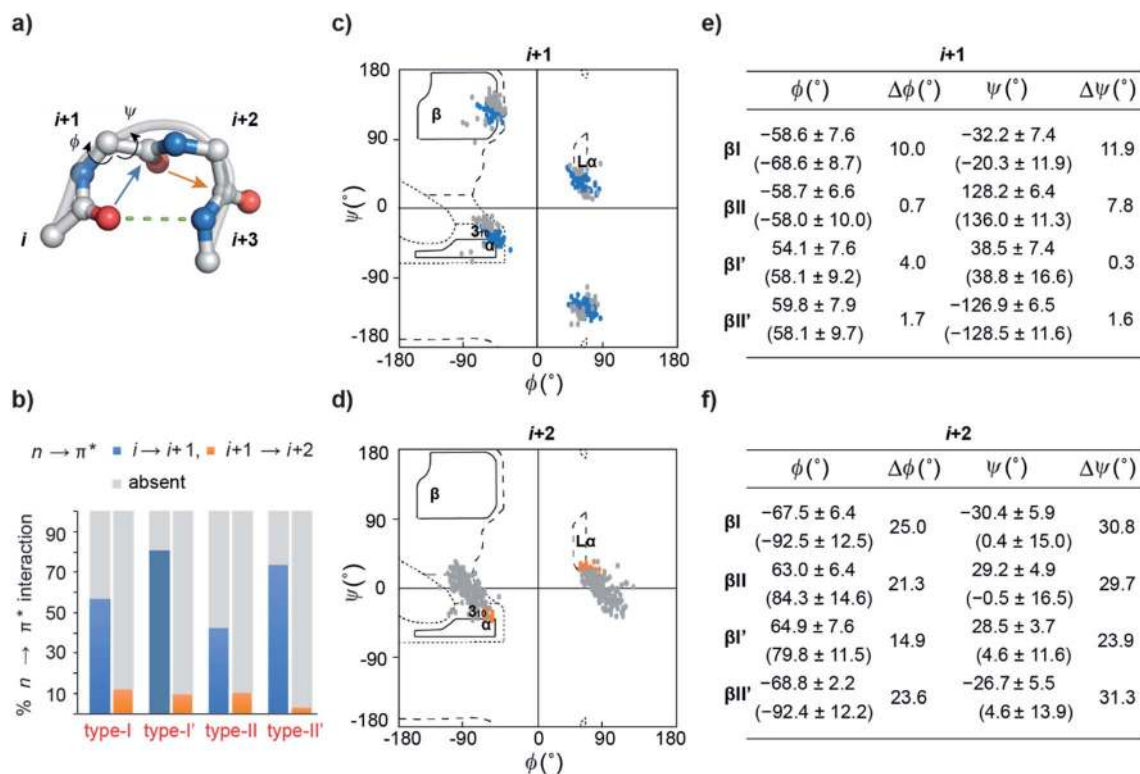 a)
i+1
ψ
ϕ
i+2
i
i+3
b)
n → π* i → i+1, i+1 → i+2
absent
% n → π* interaction
90
70
50
30
10
type-I type-I' type-II type-II'
c)
i+1
180
90
0
-90
-180
ψ(°)
β
Lα
3₁₀
α
-180 -90 0 90 180
ϕ(°)
d)
i+2
180
90
0
-90
-180
ψ(°)
β
Lα
3₁₀
α
-180 -90 0 90 180
ϕ(°)
e)
i+1
ϕ(°) Δϕ(°) ψ(°) Δψ(°)
βI −58.6 ± 7.6 10.0 −32.2 ± 7.4 11.9
(−68.6 ± 8.7) (−20.3 ± 11.9)
βII −58.7 ± 6.6 0.7 128.2 ± 6.4 7.8
(−58.0 ± 10.0) (136.0 ± 11.3)
βI' 54.1 ± 7.6 4.0 38.5 ± 7.4 0.3
(58.1 ± 9.2) (38.8 ± 16.6)
βII' 59.8 ± 7.9 1.7 −126.9 ± 6.5 1.6
(58.1 ± 9.7) (−128.5 ± 11.6)
f)
i+2
ϕ(°) Δϕ(°) ψ(°) Δψ(°)
βI −67.5 ± 6.4 25.0 −30.4 ± 5.9 30.8
(−92.5 ± 12.5) (0.4 ± 15.0)
βII 63.0 ± 6.4 21.3 29.2 ± 4.9 29.7
(84.3 ± 14.6) (−0.5 ± 16.5)
βI' 64.9 ± 7.6 14.9 28.5 ± 3.7 23.9
(79.8 ± 11.5) (4.6 ± 11.6)
βII' −68.8 ± 2.2 23.6 −26.7 ± 5.5 31.3
(−92.4 ± 12.2) (4.6 ± 13.9)